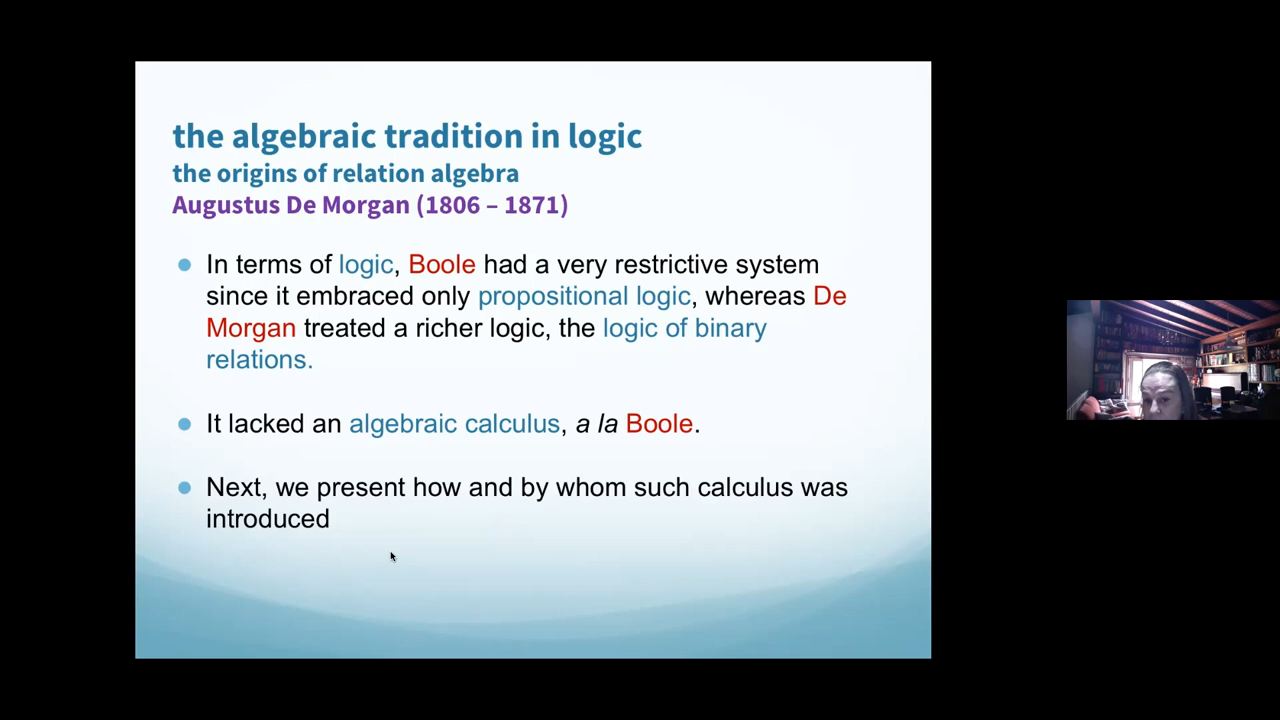 the algebraic tradition in logic
the origins of relation algebra
Augustus De Morgan (1806 – 1871)
In terms of logic, Boole had a very restrictive system
since it embraced only propositional logic, whereas De
Morgan treated a richer logic, the logic of binary
relations.
It lacked an algebraic calculus, a la Boole.
Next, we present how and by whom such calculus was
introduced